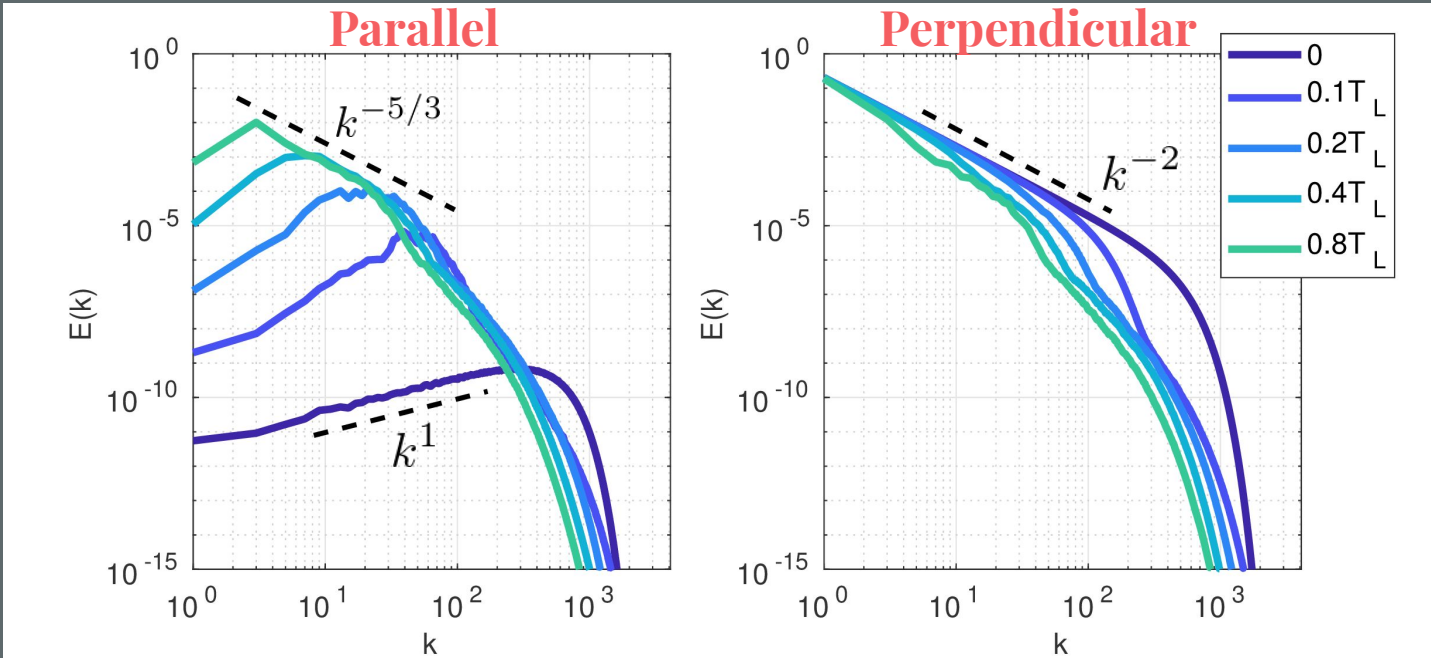 Parallel
10^0
10^-5
10^-10
10^-15
E(k)
10^0 10^1 10^2 10^3
k
k^{-5/3}
k^1
Perpendicular
10^0
10^-5
10^-10
10^-15
E(k)
10^0 10^1 10^2 10^3
k
k^{-2}
0
0.1T_L
0.2T_L
0.4T_L
0.8T_L